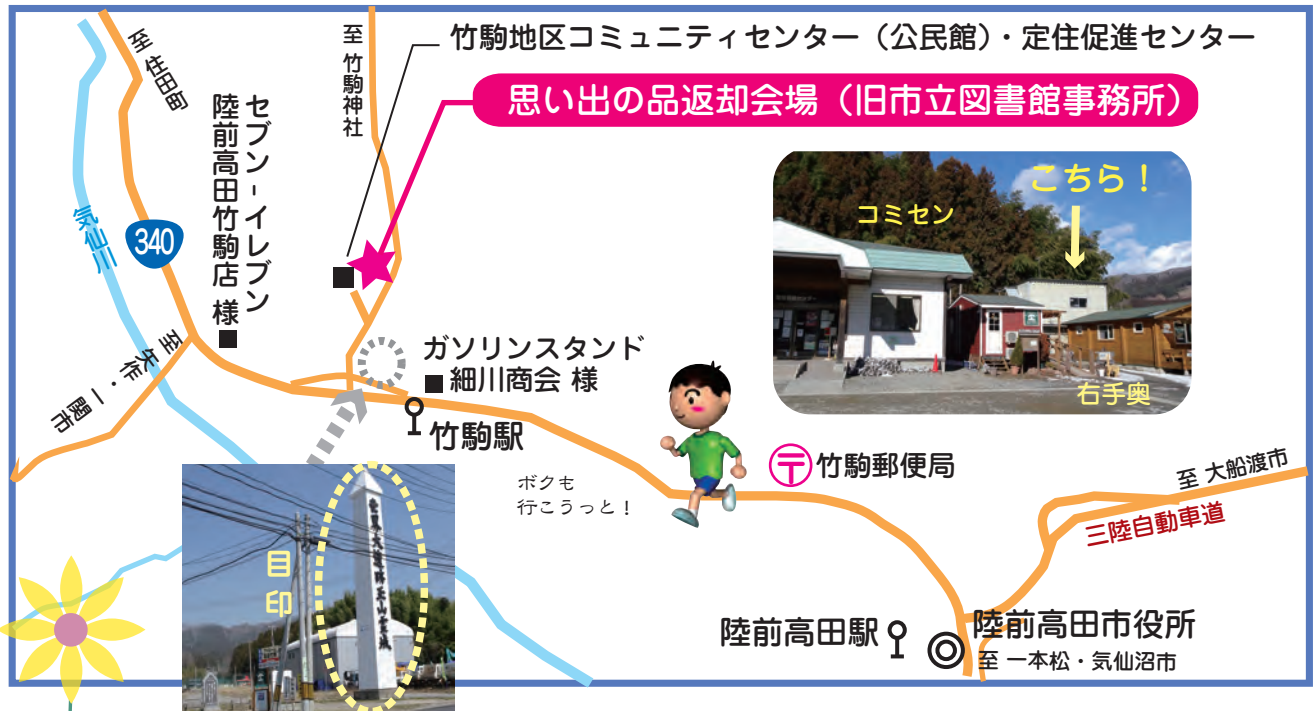 竹駒地区コミュニティセンター（公民館）・定住促進センター
思い出の品返却会場（旧市立図書館事務所）
至 住田町
至 竹駒神社
セブン‐イレブン
陸前高田竹駒店 様
気仙川
340
こちら！
コミセン
右手奥
至 矢作・一関市
ガソリンスタンド
細川商会 様
竹駒駅
ボクも
行こうっと！
竹駒郵便局
至 大船渡市
三陸自動車道
目印
陸前高田駅
陸前高田市役所
至 一本松・気仙沼市